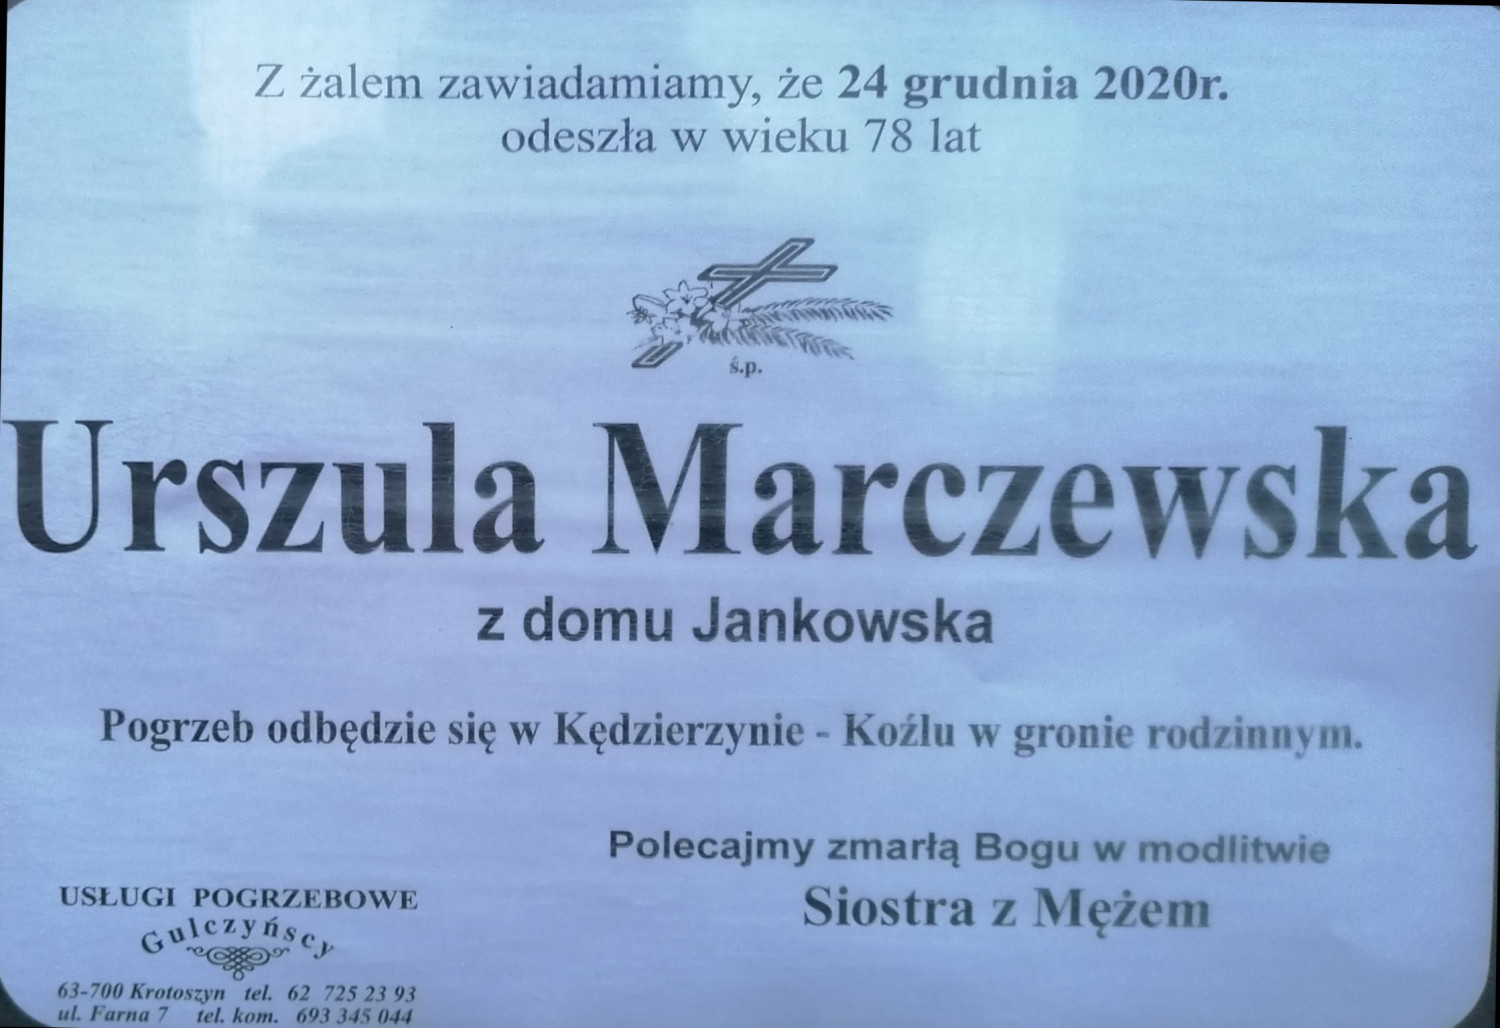 Z żalem zawiadamiamy, że 24 grudnia 2020r.
odeszła w wieku 78 lat
ś.p.
Urszula Marczewska
z domu Jankowska
Pogrzeb odbędzie się w Kędzierzynie - Koźlu w gronie rodzinnym.
Polecajmy zmarłą Bogu w modlitwie
Siostra z Mężem
USŁUGI POGRZEBOWE
Gulczyńscy
63-700 Krotoszyn tel. 62 725 23 93
ul. Farna 7 tel. kom. 693 345 044